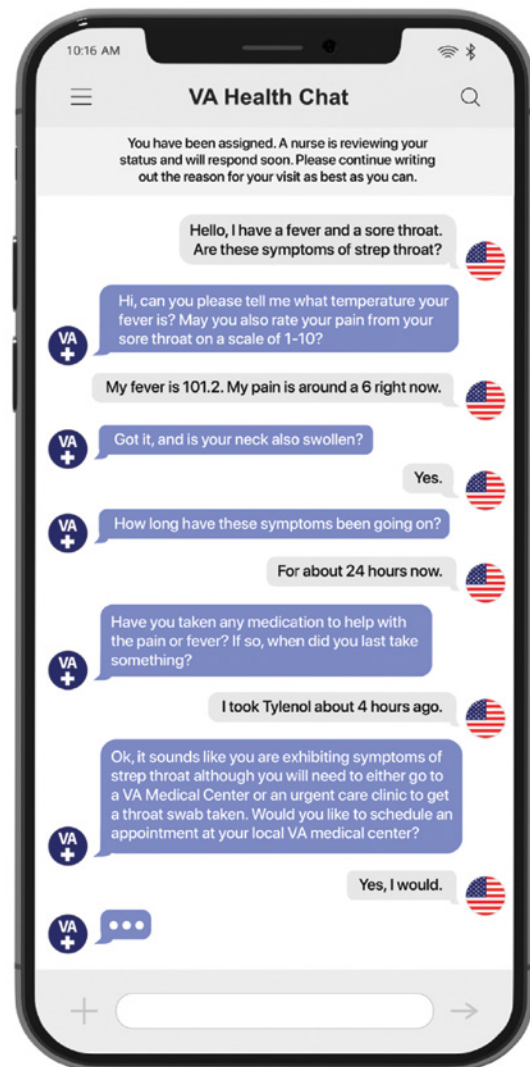 10:16 AM
VA Health Chat
You have been assigned. A nurse is reviewing your
status and will respond soon. Please continue writing
out the reason for your visit as best as you can.
Hello, I have a fever and a sore throat.
Are these symptoms of strep throat?
Hi, can you please tell me what temperature your
fever is? May you also rate your pain from your
sore throat on a scale of 1-10?
VA
My fever is 101.2. My pain is around a 6 right now.
Got it, and is your neck also swollen?
VA
Yes.
How long have these symptoms been going on?
VA
For about 24 hours now.
Have you taken any medication to help with
the pain or fever? If so, when did you last take
something?
VA
I took Tylenol about 4 hours ago.
Ok, it sounds like you are exhibiting symptoms of
strep throat although you will need to either go to
a VA Medical Center or an urgent care clinic to get
a throat swab taken. Would you like to schedule an
appointment at your local VA medical center?
VA
Yes, I would.
VA